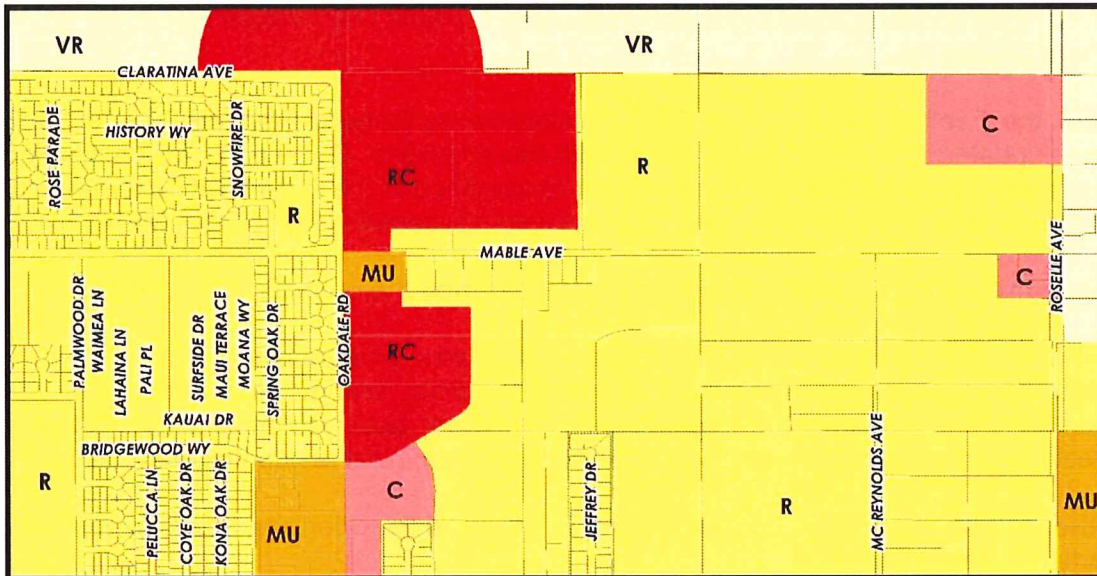 VR
VR
CLARATINA AVE
ROSE PARADE
HISTORY WY
SNOWFIRE DR
R
RC
R
C
MABLE AVE
MU
C
ROSELLE AVE
PALMWOOD DR
WAIMEA LN
LAHAINA LN
PALI PL
SURFSIDE DR
MAUI TERRACE
MOANA WY
SPRING OAK DR
OAKDALE RD
RC
KAUAI DR
BRIDGEWOOD WY
R
PELUCCA LN
COYE OAK DR
KONA OAK DR
MU
C
JEFFREY DR
R
MC REYNOLDS AVE
MU